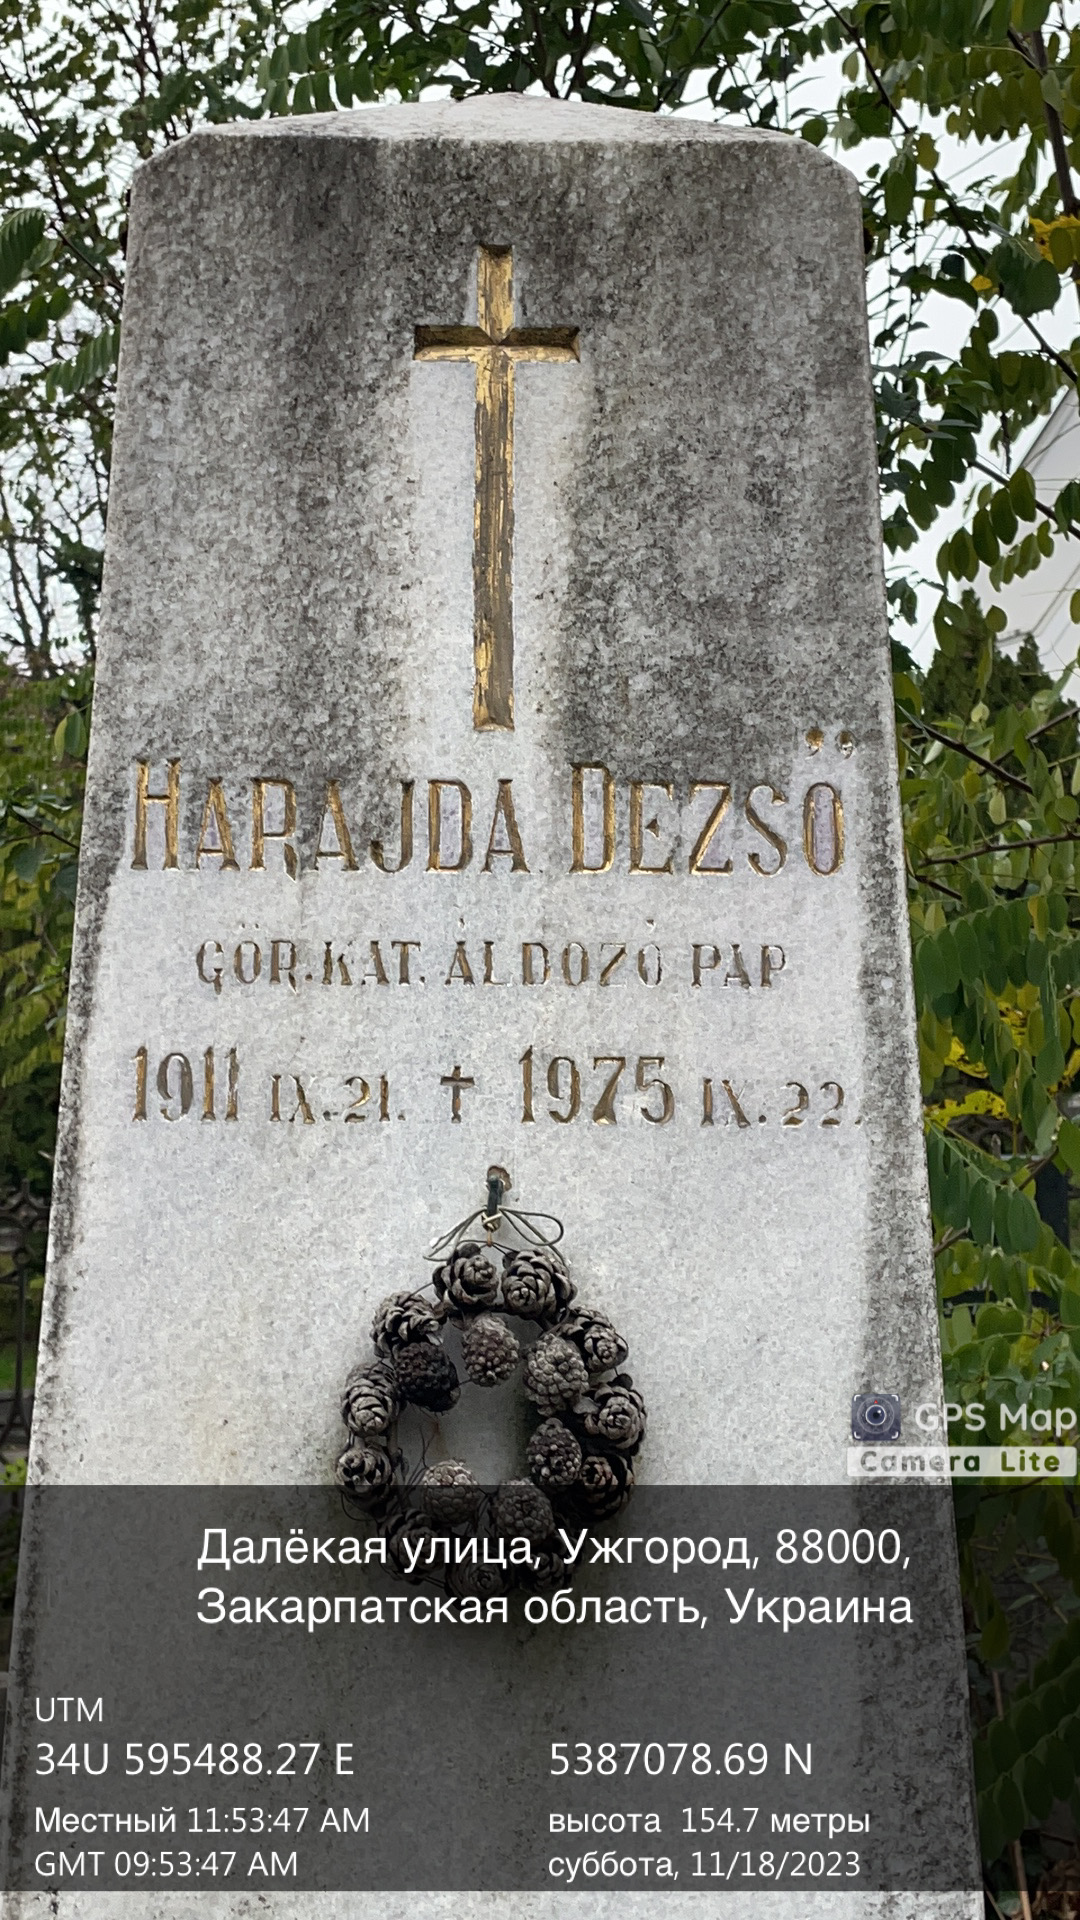 HARAJDA DEZSŐ
GÖR.KAT. ÁLDOZÓ PAP
1911 IX.21. ✝ 1975 IX.22.
GPS Map
Camera Lite
Далёкая улица, Ужгород, 88000,
Закарпатская область, Украина
UTM
34U 595488.27 E 5387078.69 N
Местный 11:53:47 AM высота 154.7 метры
GMT 09:53:47 AM суббота, 11/18/2023